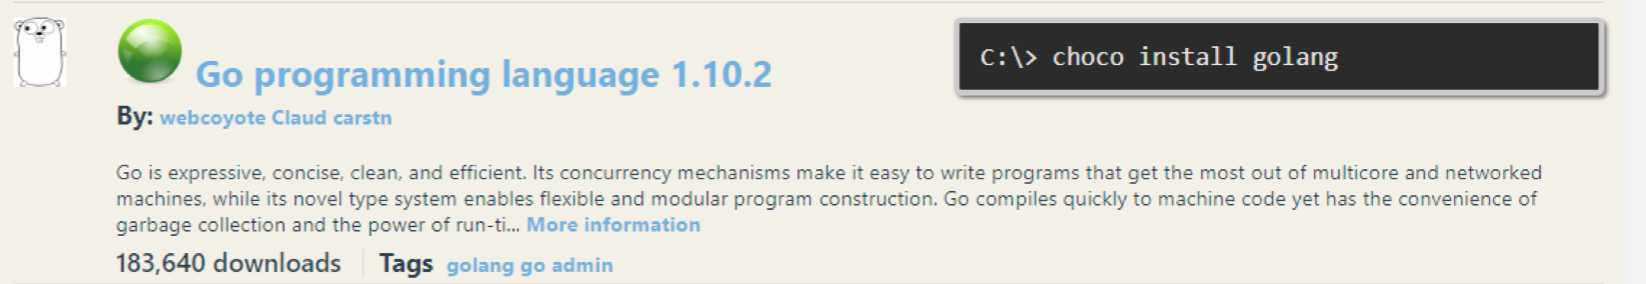 Go programming language 1.10.2
C:\> choco install golang
By: webcoyote Claud carstn
Go is expressive, concise, clean, and efficient. Its concurrency mechanisms make it easy to write programs that get the most out of multicore and networked
machines, while its novel type system enables flexible and modular program construction. Go compiles quickly to machine code yet has the convenience of
garbage collection and the power of run-ti... More information
183,640 downloads Tags golang go admin